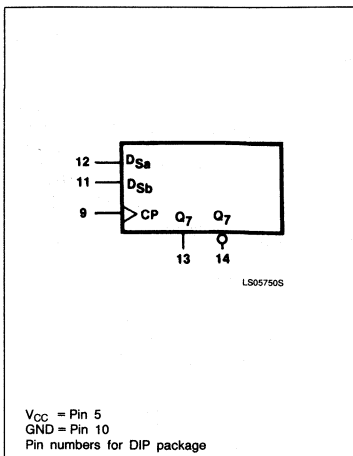 12 DSa
11 DSb
9 CP Q7 Q7
13 14
LS05750S
VCC = Pin 5
GND = Pin 10
Pin numbers for DIP package